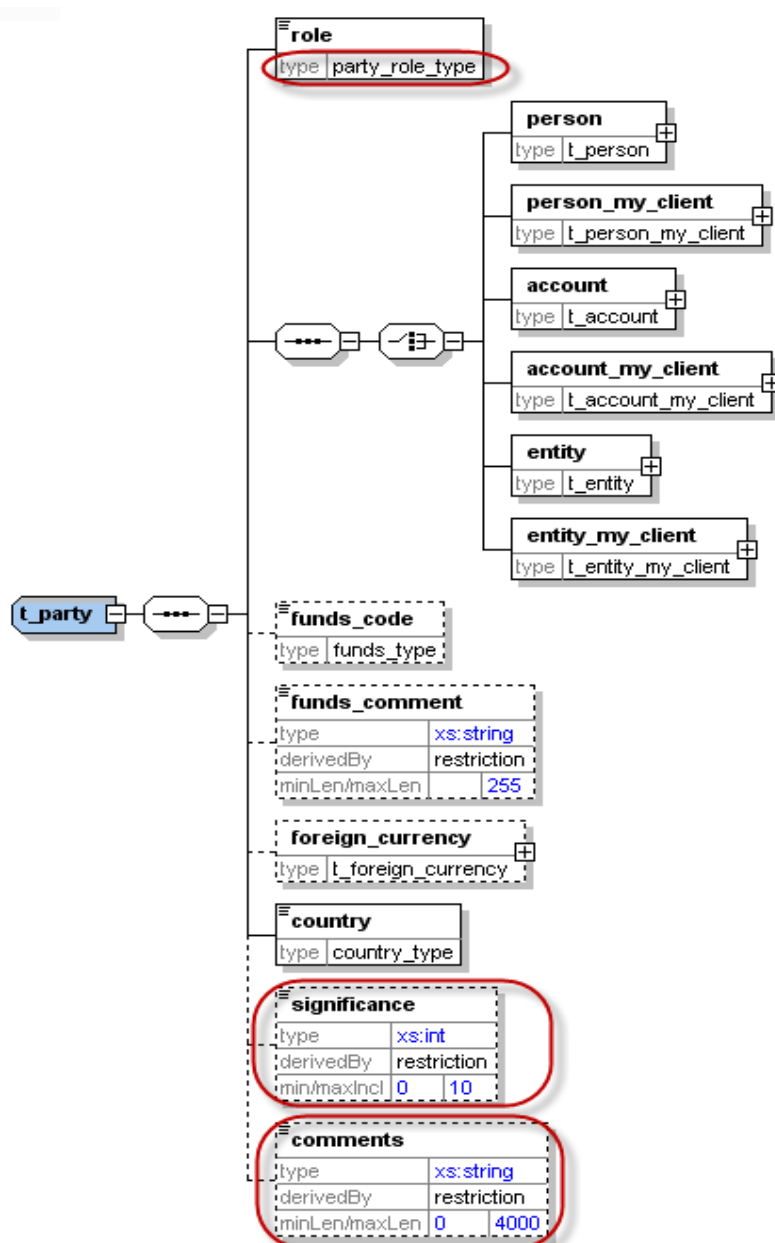 role
type party_role_type
person
type t_person
person_my_client
type t_person_my_client
account
type t_account
account_my_client
type t_account_my_client
entity
type t_entity
entity_my_client
type t_entity_my_client
t_party
funds_code
type funds_type
funds_comment
type xs:string
derivedBy restriction
minLen/maxLen 255
foreign_currency
type t_foreign_currency
country
type country_type
significance
type xs:int
derivedBy restriction
min/maxIncl 0 10
comments
type xs:string
derivedBy restriction
minLen/maxLen 0 4000